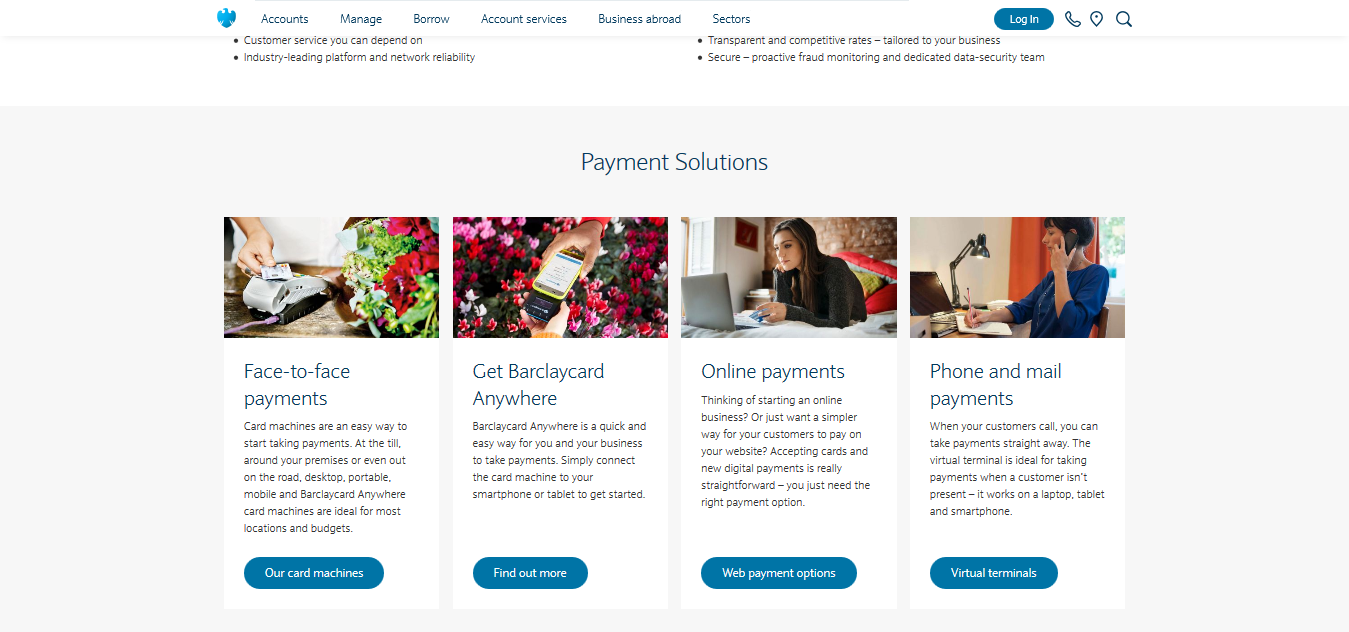 Accounts Manage Borrow Account services Business abroad Sectors Log In
• Customer service you can depend on
• Industry-leading platform and network reliability
• Transparent and competitive rates – tailored to your business
• Secure – proactive fraud monitoring and dedicated data-security team
Payment Solutions
Face-to-face
payments
Card machines are an easy way to
start taking payments. At the till,
around your premises or even out
on the road, desktop, portable,
mobile and Barclaycard Anywhere
card machines are ideal for most
locations and budgets.
Our card machines
Get Barclaycard
Anywhere
Barclaycard Anywhere is a quick and
easy way for you and your business
to take payments. Simply connect
the card machine to your
smartphone or tablet to get started.
Find out more
Online payments
Thinking of starting an online
business? Or just want a simpler
way for your customers to pay on
your website? Accepting cards and
new digital payments is really
straightforward – you just need the
right payment option.
Web payment options
Phone and mail
payments
When your customers call, you can
take payments straight away. The
virtual terminal is ideal for taking
payments when a customer isn't
present – it works on a laptop, tablet
and smartphone.
Virtual terminals